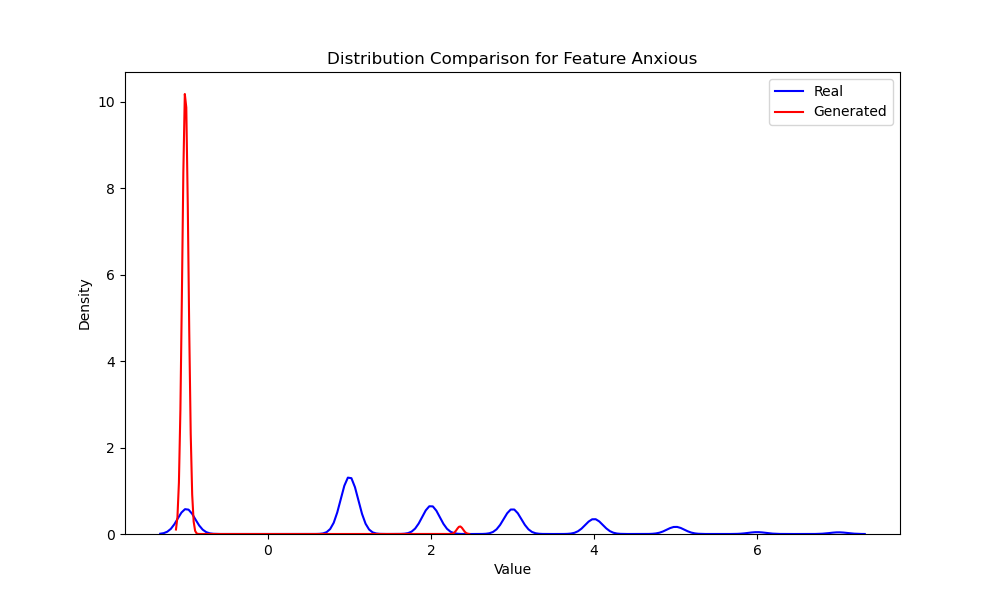 Distribution Comparison for Feature Anxious
Real
Generated
10
8
6
4
2
0
Density
0 2 4 6
Value